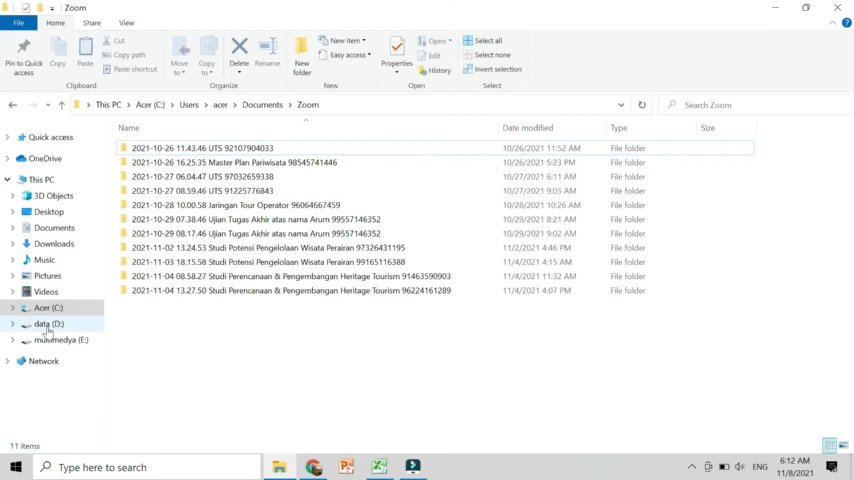 Zoom
File Home Share View
Pin to Quick access
Copy
Paste
Cut
Copy path
Paste shortcut
Clipboard
Move to
Copy to
Delete
Rename
Organize
New folder
New item
Easy access
New
Properties
Open
Edit
History
Open
Select all
Select none
Invert selection
Select
This PC Acer (C:) Users acer Documents Zoom
Search Zoom
Name Date modified Type Size
Quick access
OneDrive
This PC
3D Objects
Desktop
Documents
Downloads
Music
Pictures
Videos
Acer (C:)
data (D:)
multimedya (E:)
Network
2021-10-26 11.43.46 UTS 92107904033 10/26/2021 11:52 AM File folder
2021-10-26 16.25.35 Master Plan Pariwisata 98545741446 10/26/2021 5:23 PM File folder
2021-10-27 06.04.47 UTS 97032659338 10/27/2021 6:11 AM File folder
2021-10-27 08.59.46 UTS 91225776843 10/27/2021 9:05 AM File folder
2021-10-28 10.00.58 Jaringan Tour Operator 96064667459 10/28/2021 10:26 AM File folder
2021-10-29 07.38.46 Ujian Tugas Akhir atas nama Arum 99557146352 10/29/2021 8:21 AM File folder
2021-10-29 08.17.46 Ujian Tugas Akhir atas nama Arum 99557146352 10/29/2021 9:02 AM File folder
2021-11-02 13.24.53 Studi Potensi Pengelolaan Wisata Perairan 97326431195 11/2/2021 4:46 PM File folder
2021-11-03 18.15.58 Studi Potensi Pengelolaan Wisata Perairan 99165116388 11/4/2021 4:15 AM File folder
2021-11-04 08.58.27 Studi Perencanaan & Pengembangan Heritage Tourism 91463590903 11/4/2021 11:32 AM File folder
2021-11-04 13.27.50 Studi Perencanaan & Pengembangan Heritage Tourism 96224161289 11/4/2021 4:07 PM File folder
11 items
Type here to search
ENG
6:12 AM
11/8/2021